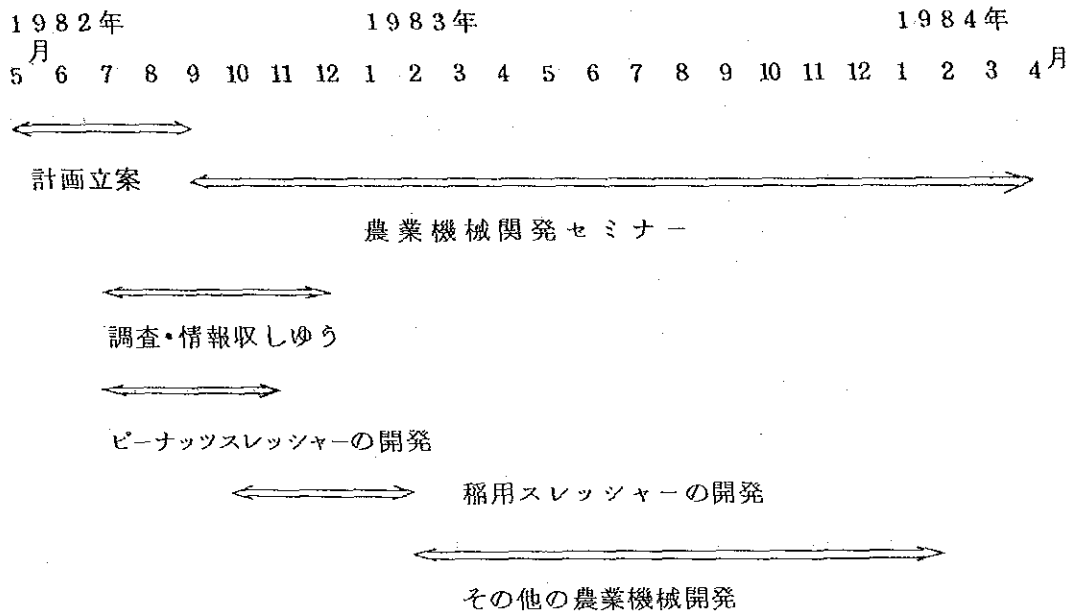 1982年 1983年 1984年
月 月
5 6 7 8 9 10 11 12 1 2 3 4 5 6 7 8 9 10 11 12 1 2 3 4
計画立案
農業機械関発セミナー
調査・情報収しゆう
ピーナッツスレッシャーの開発
稲用スレッシャーの開発
その他の農業機械開発